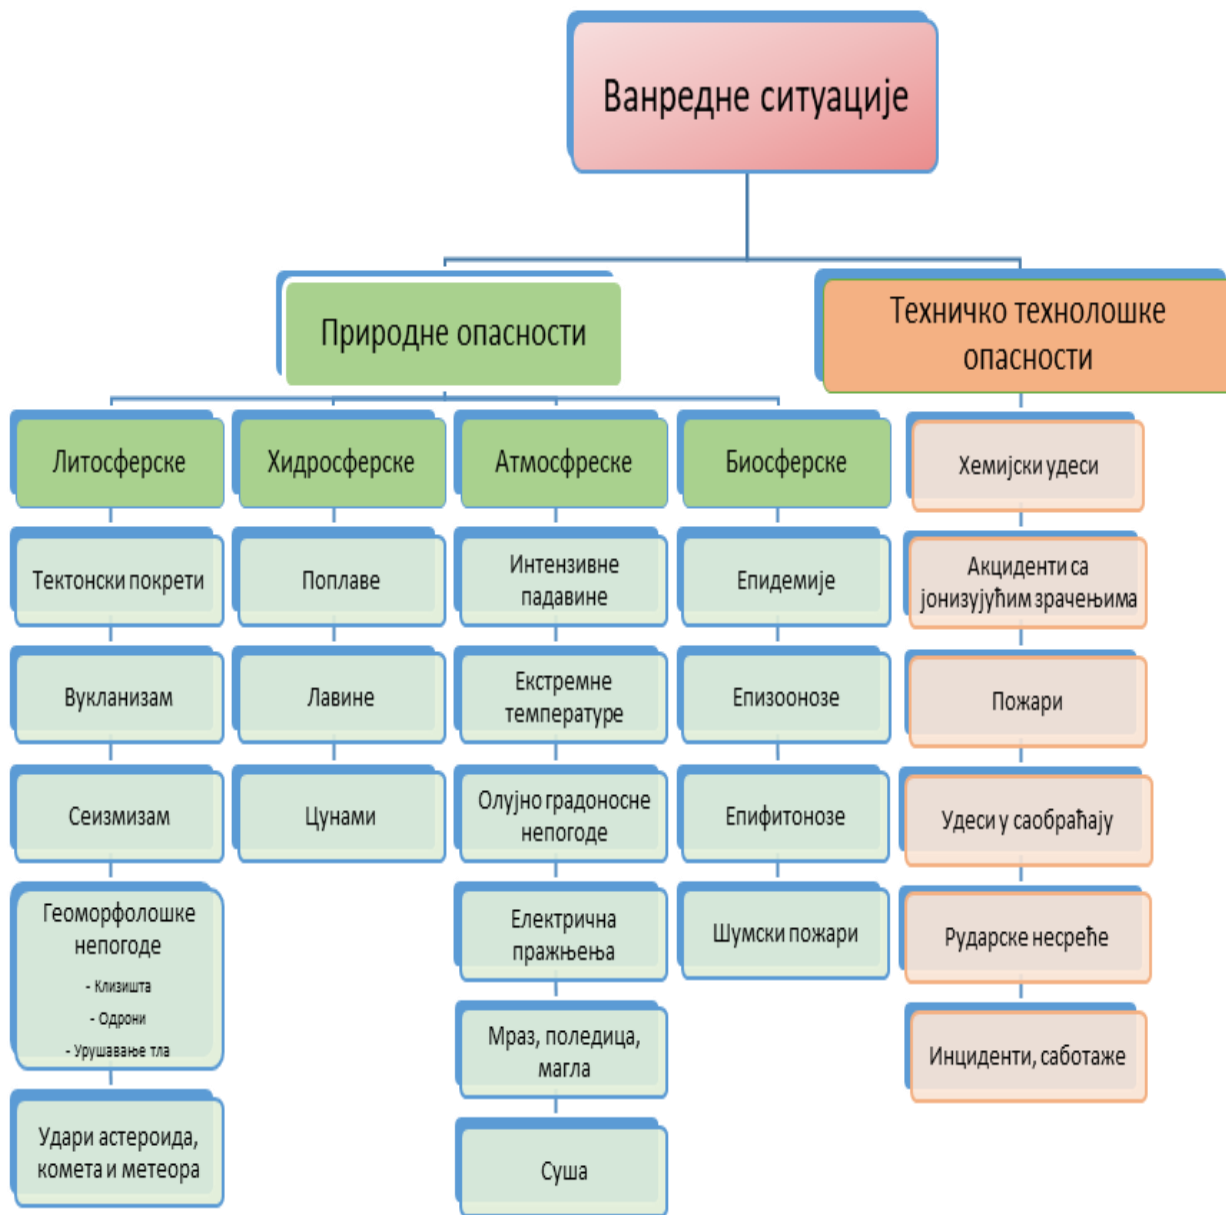 Ванредне ситуације
Природне опасности
Техничко технолошке
опасности
Литосферске
Тектонски покрети
Вукланизам
Сеизмизам
Геоморфолошке
непогоде
- Клизишта
- Одрони
- Урушавање тла
Удари астероида,
комета и метеора
Хидросферске
Поплаве
Лавине
Цунами
Атмосфреске
Интензивне
падавине
Екстремне
температуре
Олујно градоносне
непогоде
Електрична
пражњења
Мраз, поледица,
магла
Суша
Биосферске
Епидемије
Епизоонозе
Епифитонозе
Шумски пожари
Хемијски удеси
Акциденти са
јонизујућим зрачењима
Пожари
Удеси у саобраћају
Рударске несреће
Инциденти, саботаже